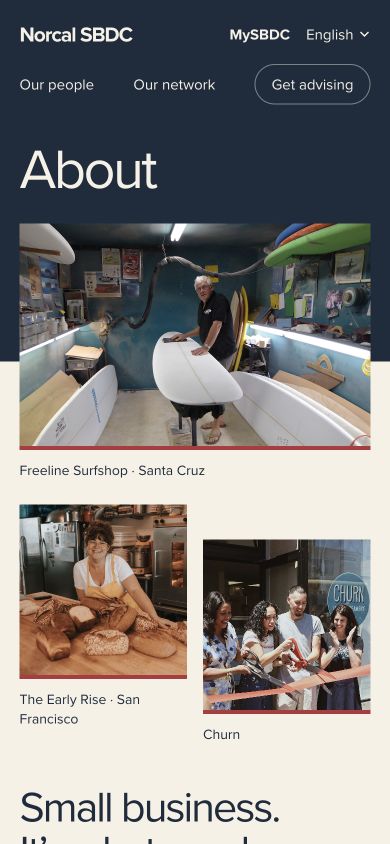 Norcal SBDC
MySBDC English
Our people Our network Get advising
About
Freeline Surfshop · Santa Cruz
CHURN
The Early Rise · San
Francisco
Churn
Small business.